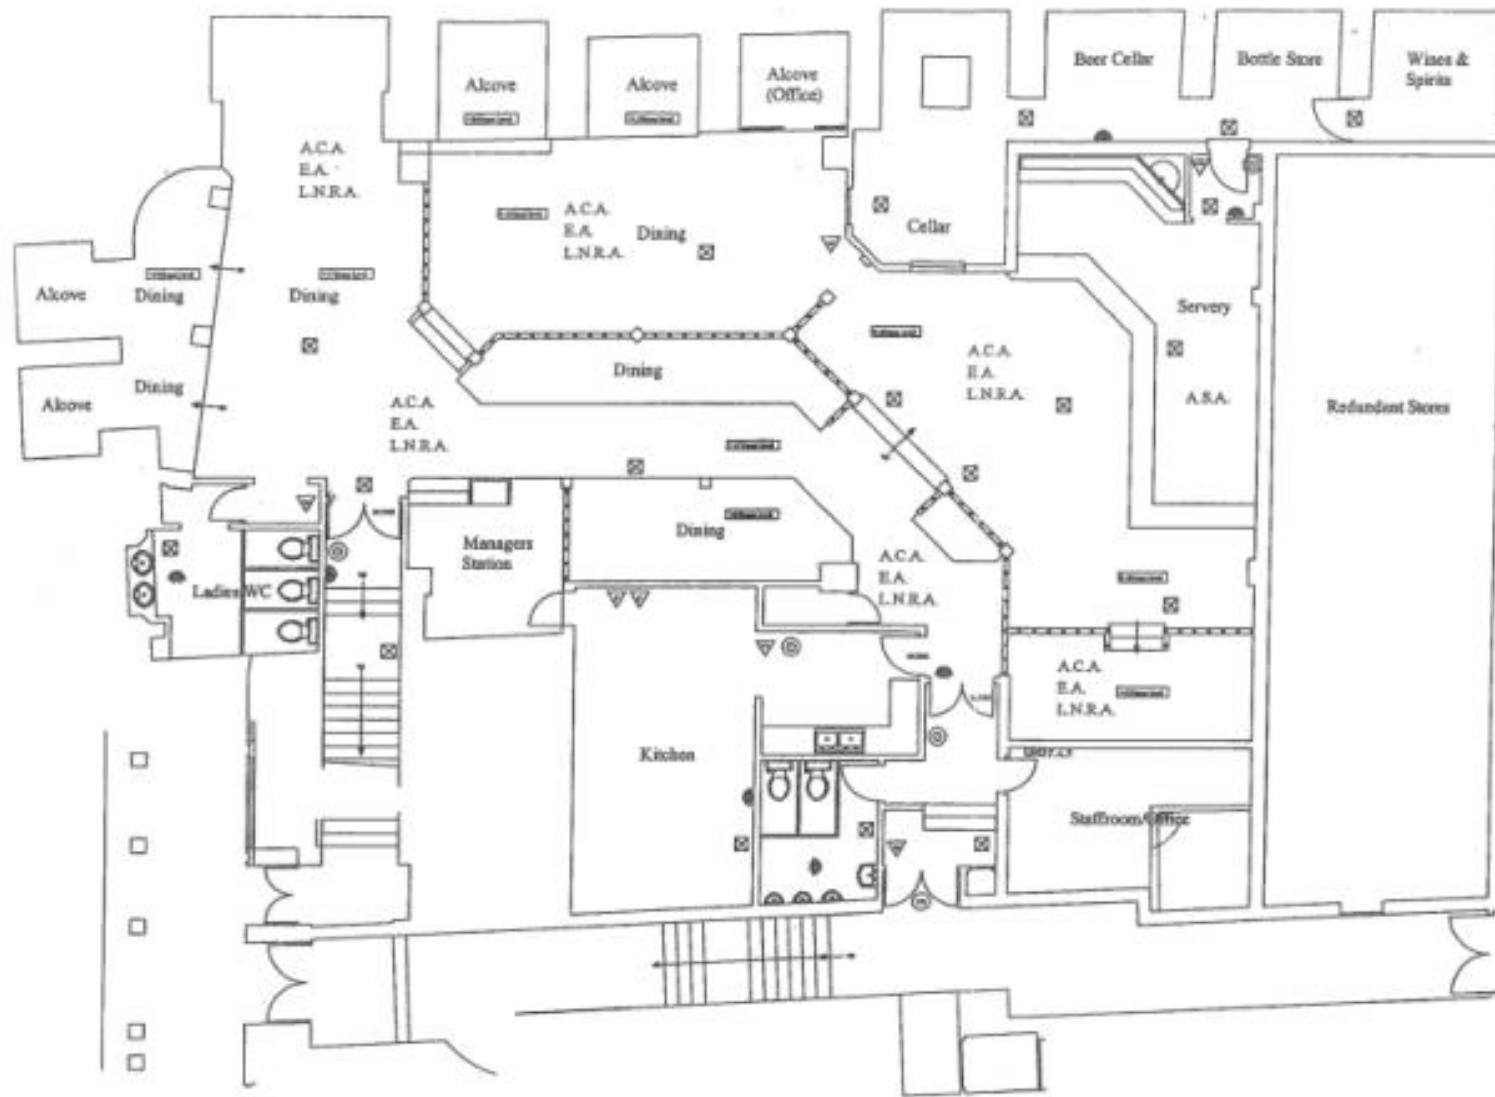 Alcove
Alcove
Alcove
(Office)
Beer Cellar
Bottle Store
Wines &
Spirits
A.C.A.
E.A.
L.N.R.A.
A.C.A.
E.A.
L.N.R.A.
Dining
Cellar
Alcove
Dining
Dining
Servery
A.C.A.
E.A.
L.N.R.A.
Dining
Dining
Alcove
A.C.A.
E.A.
L.N.R.A.
A.S.A.
Redundant Stores
Managers
Station
Dining
A.C.A.
E.A.
L.N.R.A.
Ladies WC
A.C.A.
E.A.
L.N.R.A.
Kitchen
Staffroom/Office